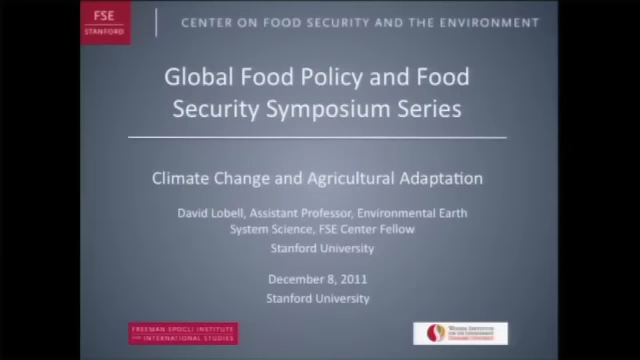 FSE
STANFORD
CENTER ON FOOD SECURITY AND THE ENVIRONMENT
Global Food Policy and Food
Security Symposium Series
Climate Change and Agricultural Adaptation
David Lobell, Assistant Professor, Environmental Earth
System Science, FSE Center Fellow
Stanford University
December 8, 2011
Stanford University
FREEMAN SPOGLI INSTITUTE
FOR INTERNATIONAL STUDIES